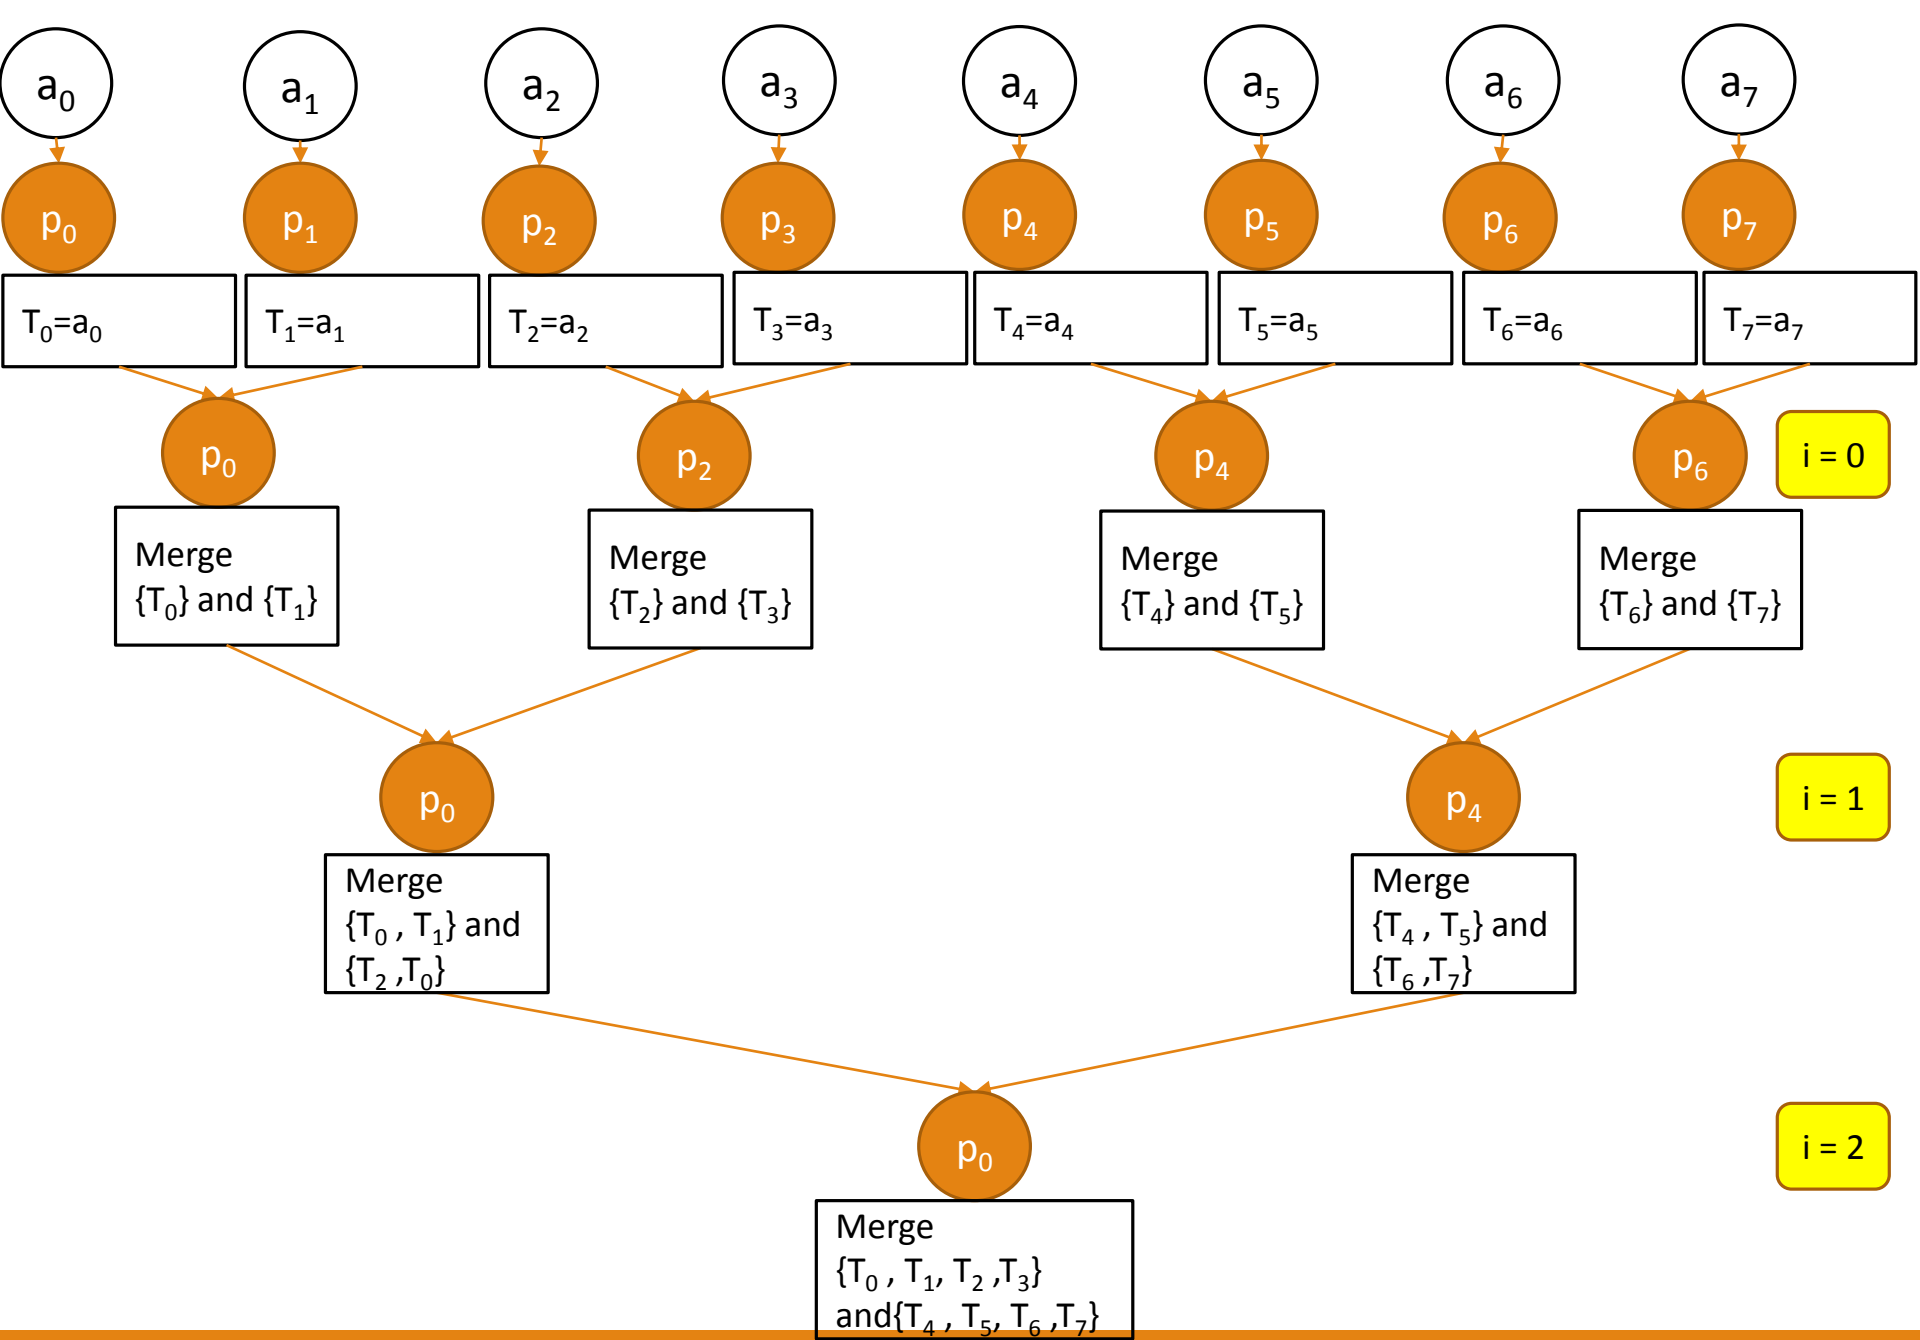 a₀ a₁ a₂ a₃ a₄ a₅ a₆ a₇
p₀ p₁ p₂ p₃ p₄ p₅ p₆ p₇
T₀=a₀ T₁=a₁ T₂=a₂ T₃=a₃ T₄=a₄ T₅=a₅ T₆=a₆ T₇=a₇
p₀ p₂ p₄ p₆ i = 0
Merge
{T₀} and {T₁}
Merge
{T₂} and {T₃}
Merge
{T₄} and {T₅}
Merge
{T₆} and {T₇}
p₀ p₄ i = 1
Merge
{T₀ , T₁} and
{T₂ ,T₀}
Merge
{T₄ , T₅} and
{T₆ ,T₇}
p₀ i = 2
Merge
{T₀ , T₁, T₂ ,T₃}
and{T₄ , T₅, T₆ ,T₇}